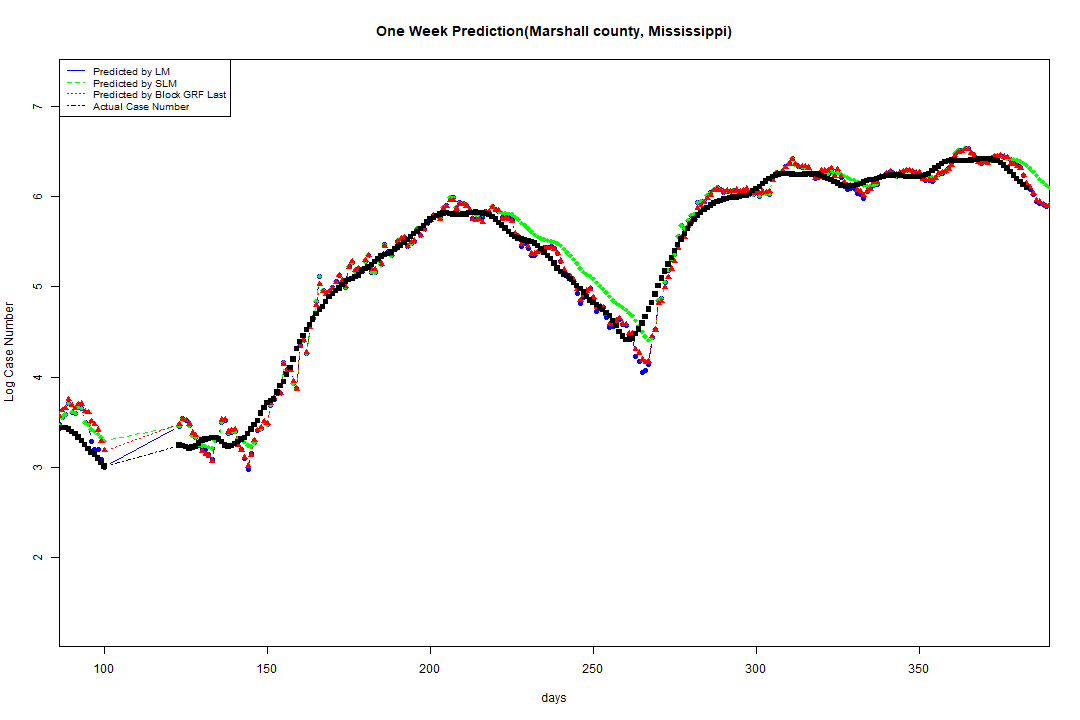 One Week Prediction(Marshall county, Mississippi)
Predicted by LM
Predicted by SLM
Predicted by Block GRF Last
Actual Case Number
7
6
5
4
3
2
Log Case Number
100 150 200 250 300 350
days